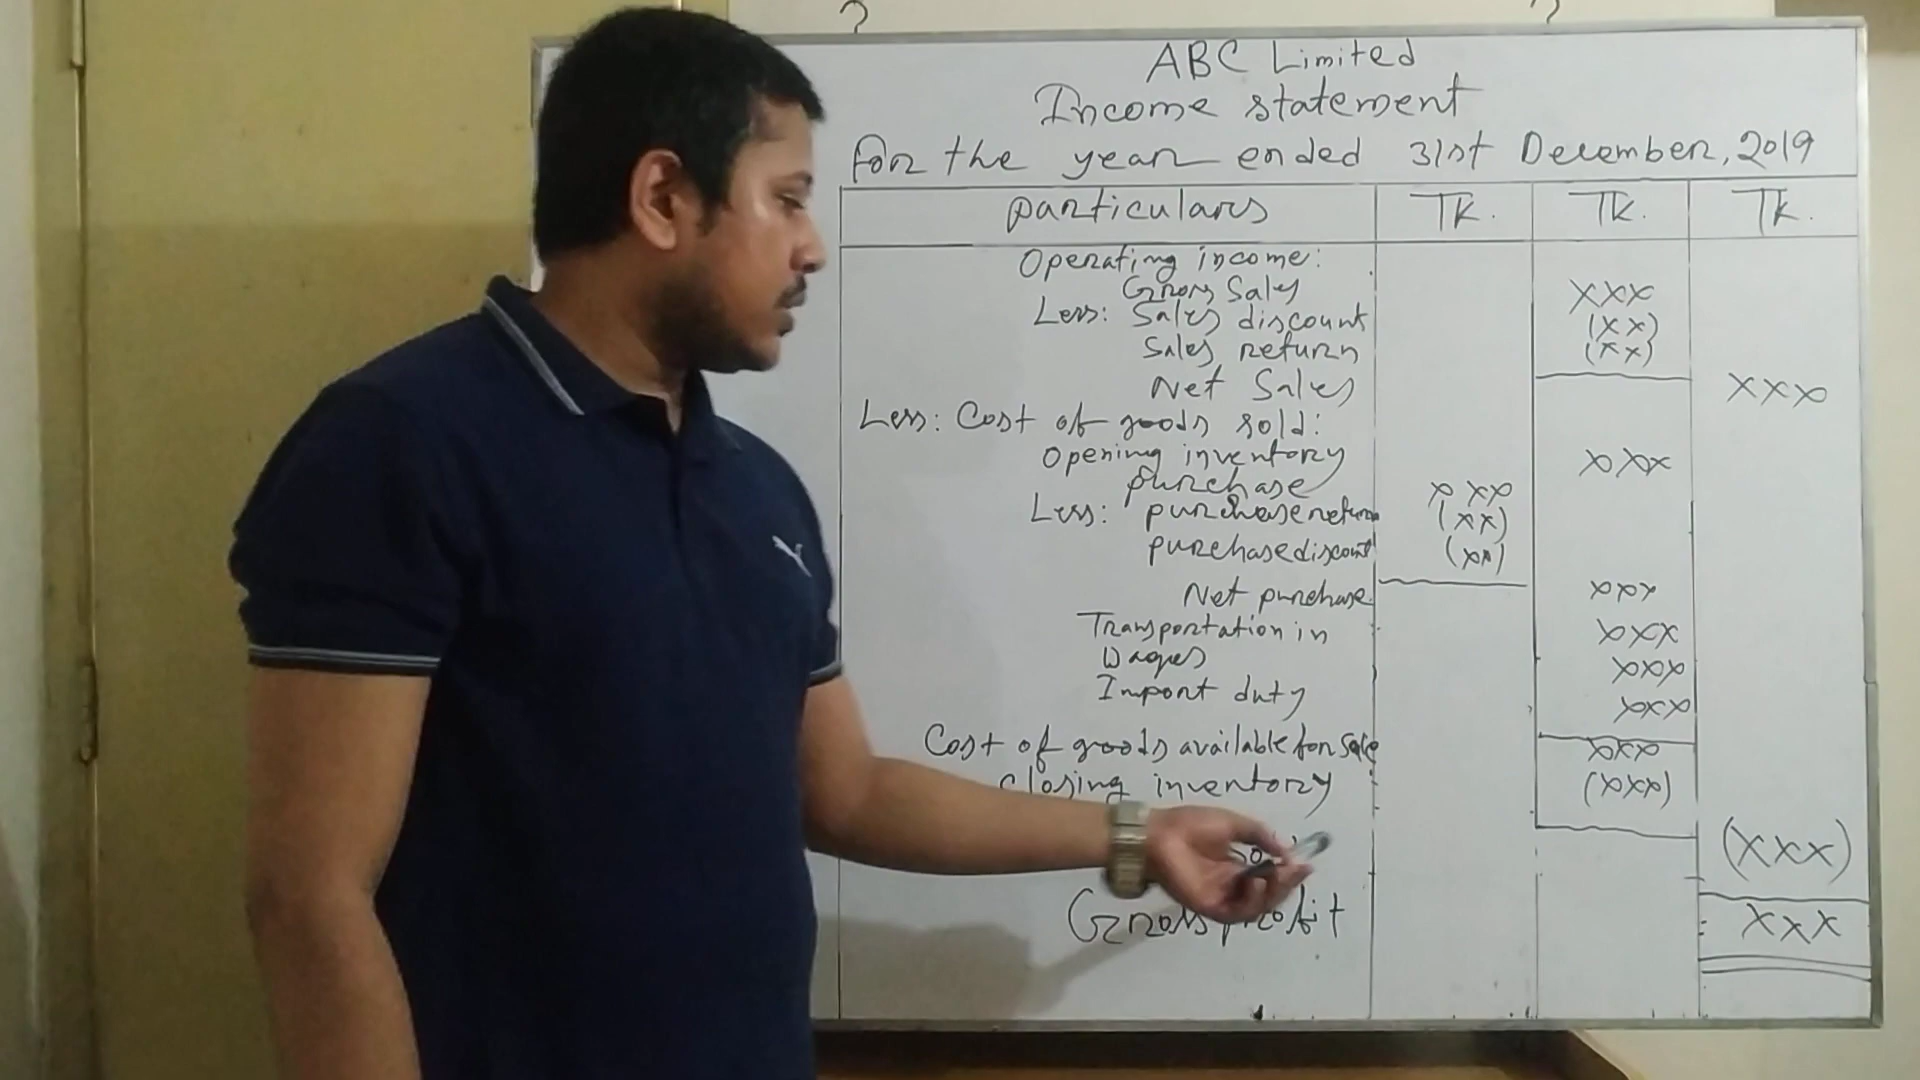 ABC Limited
Income statement
For the year ended 31st December, 2019
particulars TK. TK. TK.
Operating income:
Gross Sales XXX
Less: Sales discount (XX)
Sales return (XX)
Net Sales XXX
Less: Cost of goods sold:
Opening inventory XXX
purchase XXX
Less: purchase return (XX)
purchase discount (XX)
Net purchase XXX
Transportation in XXX
Wages XXX
Import duty XXX
Cost of goods available for sale XXX
closing inventory (XXX)
(XXX)
Gross profit XXX